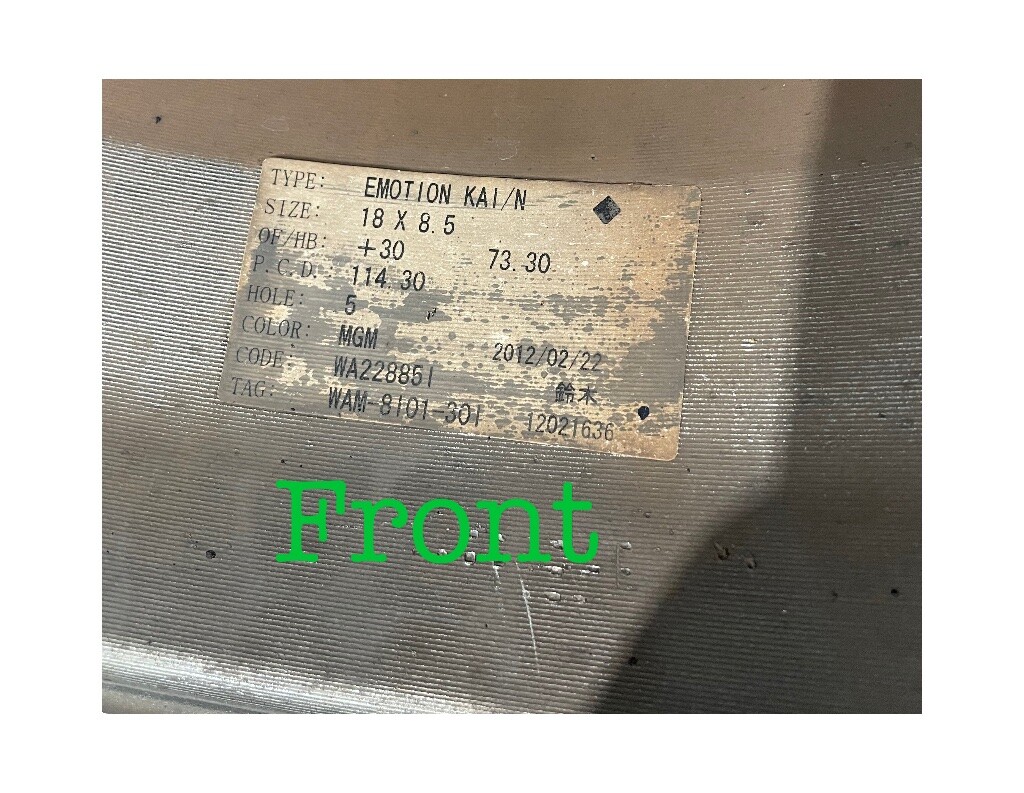 TYPE: EMOTION KAI/N
SIZE: 18 X 8.5
OF/HB: +30 73.30
P.C.D.: 114.30
HOLE: 5
COLOR: MGM 2012/02/22
CODE: WA228851 鈴木
TAG: WAM-8101-301 12021636
Front